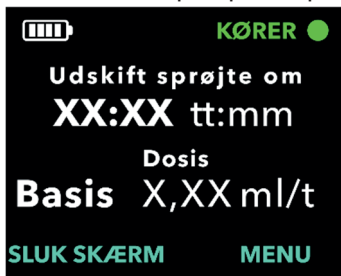 KØRER
Udskift sprøjte om
XX:XX tt:mm
Dosis
Basis X,XX ml/t
SLUK SKÆRM MENU